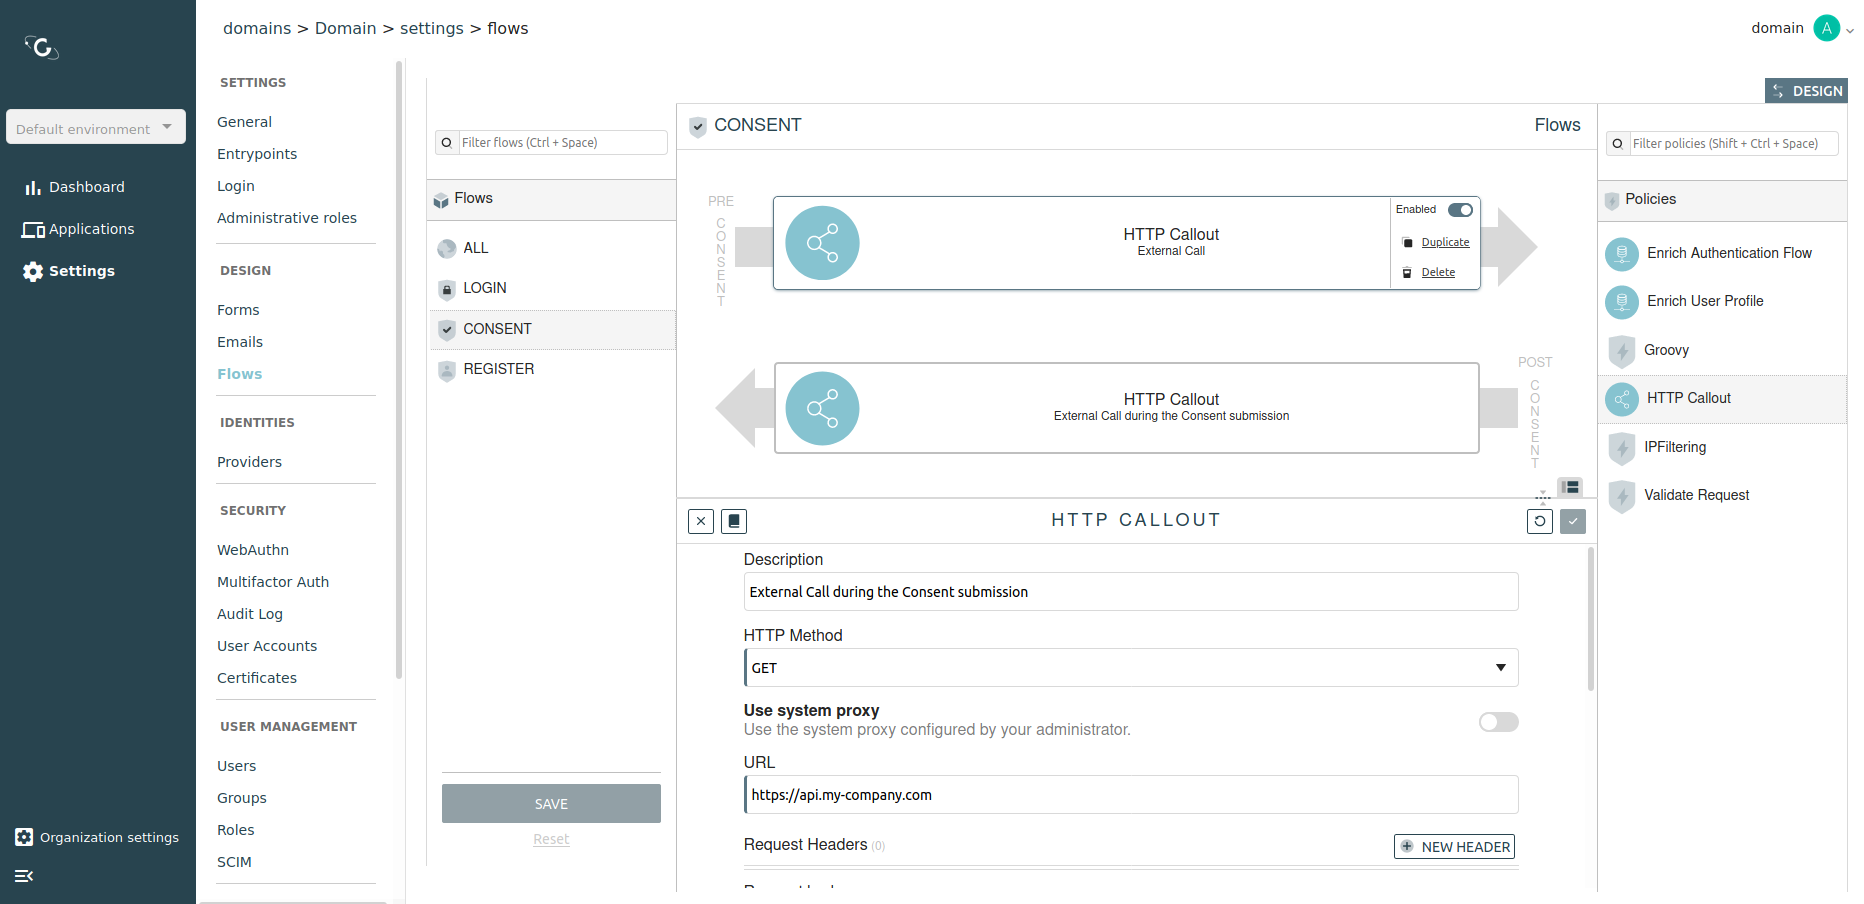 domains > Domain > settings > flows
domain
A
Default environment
Dashboard
Applications
Settings
Organization settings
SETTINGS
General
Entrypoints
Login
Administrative roles
DESIGN
Forms
Emails
Flows
IDENTITIES
Providers
SECURITY
WebAuthn
Multifactor Auth
Audit Log
User Accounts
Certificates
USER MANAGEMENT
Users
Groups
Roles
SCIM
Filter flows (Ctrl + Space)
Flows
ALL
LOGIN
CONSENT
REGISTER
SAVE
Reset
DESIGN
CONSENT
Flows
PRE
CONSENT
HTTP Callout
External Call
Enabled
Duplicate
Delete
HTTP Callout
External Call during the Consent submission
POST
CONSENT
HTTP CALLOUT
Description
External Call during the Consent submission
HTTP Method
GET
Use system proxy
Use the system proxy configured by your administrator.
URL
https://api.my-company.com
Request Headers (0)
NEW HEADER
Filter policies (Shift + Ctrl + Space)
Policies
Enrich Authentication Flow
Enrich User Profile
Groovy
HTTP Callout
IPFiltering
Validate Request